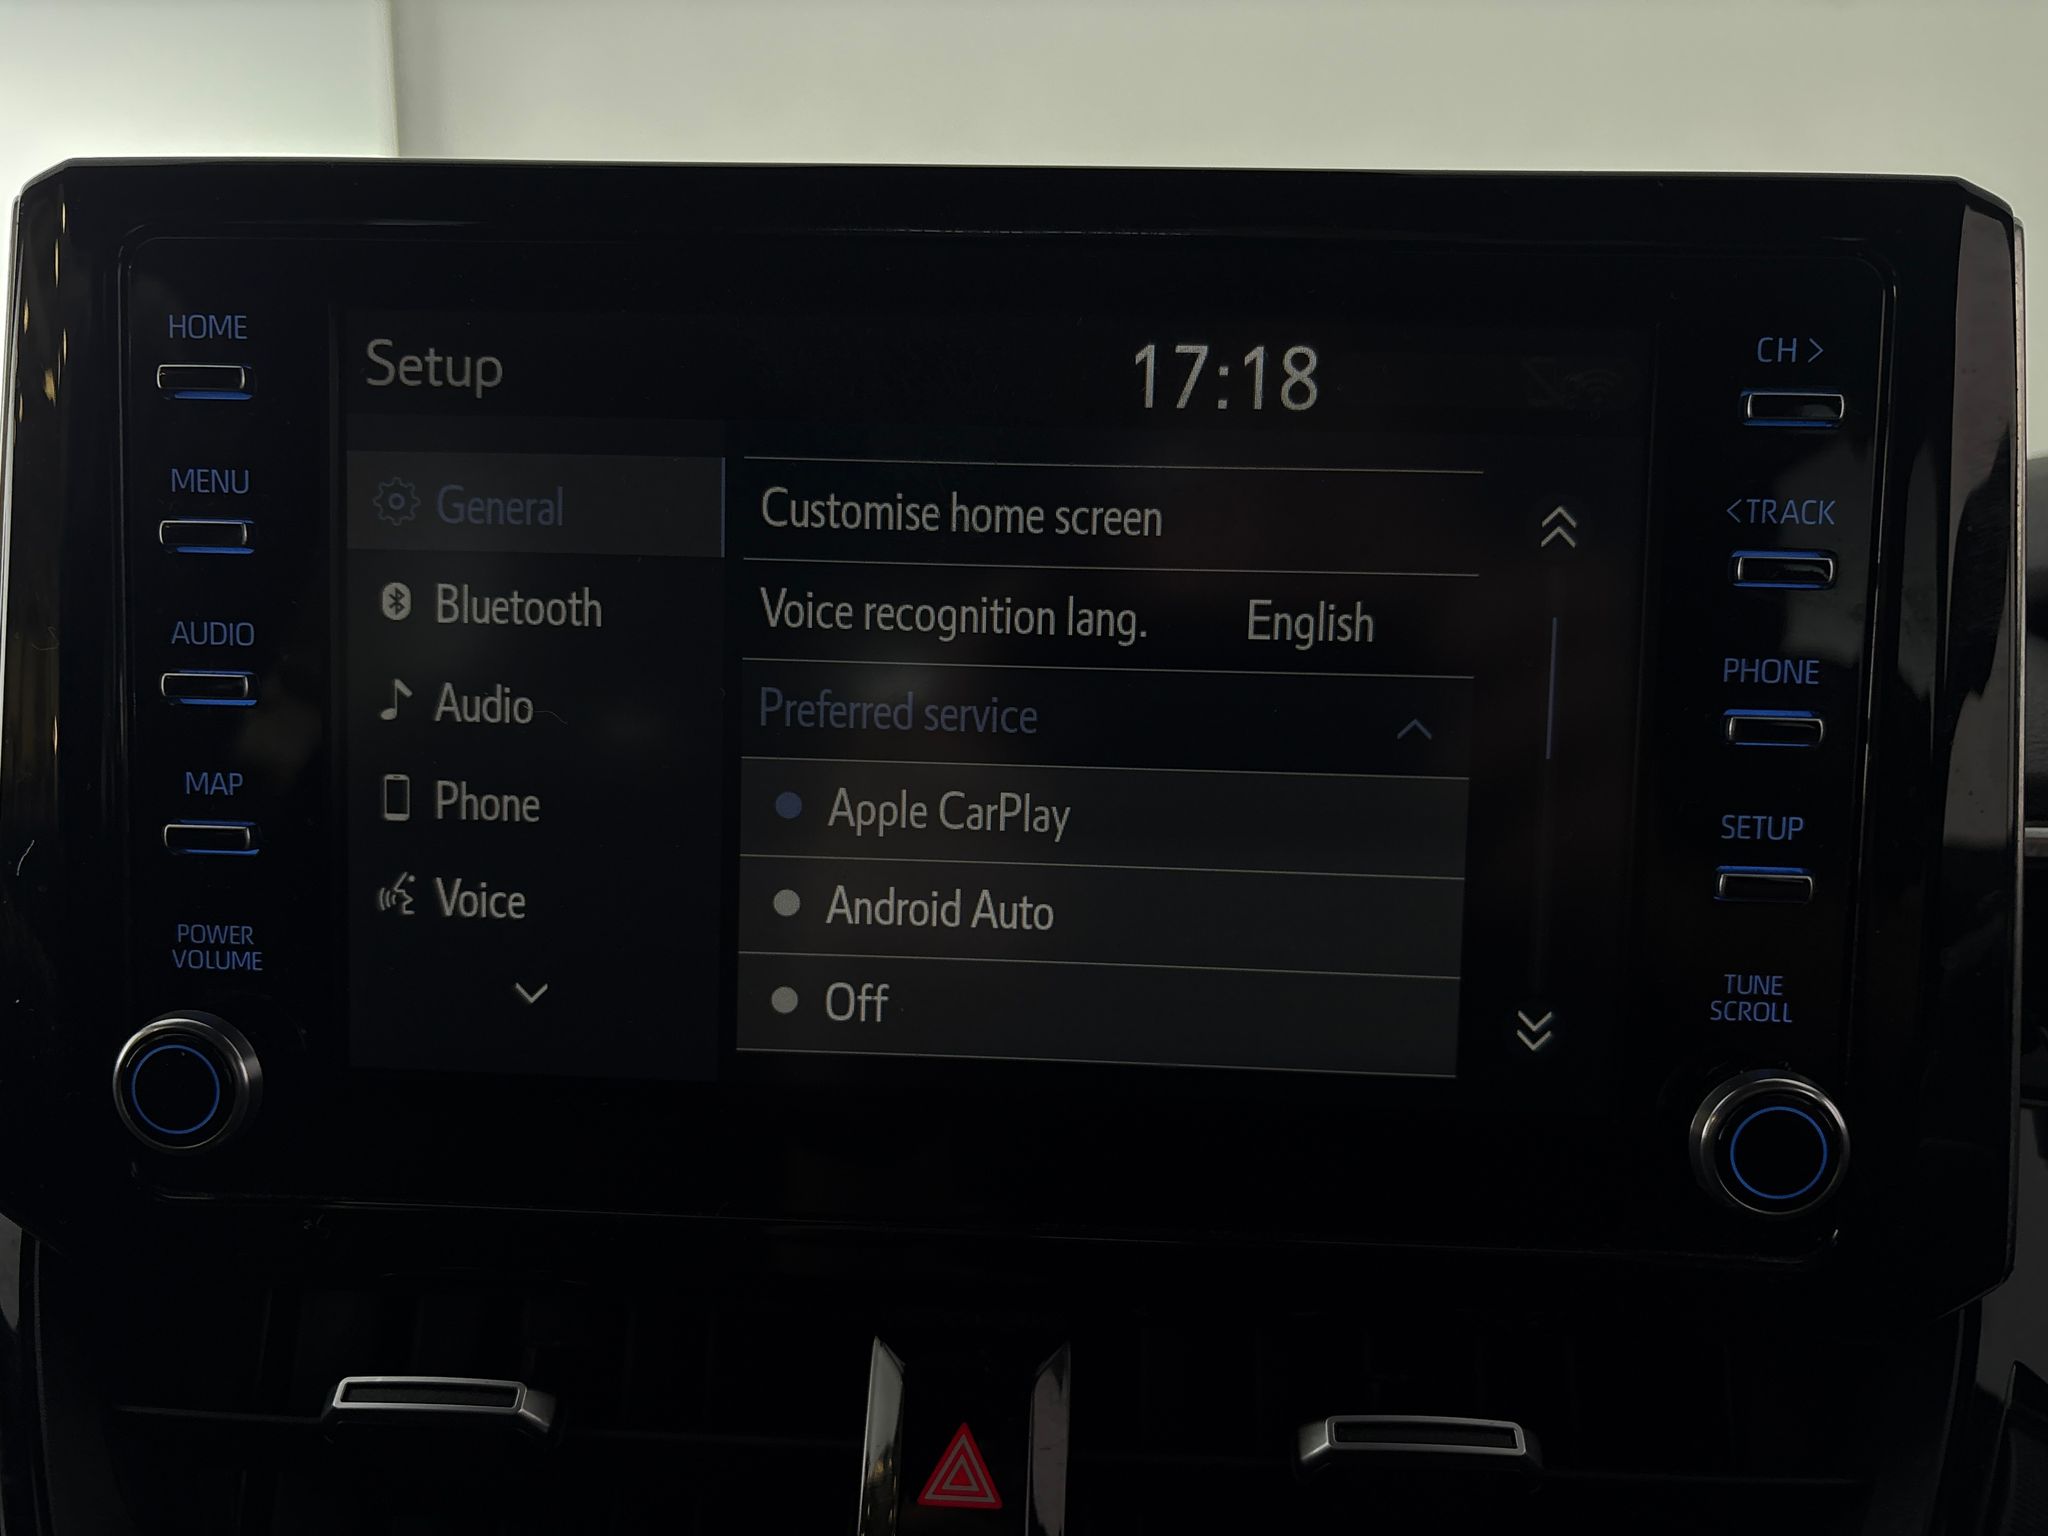 HOME
MENU
AUDIO
MAP
POWER
VOLUME
Setup
17:18
General
Bluetooth
Audio
Phone
Voice
Customise home screen
Voice recognition lang. English
Preferred service
Apple CarPlay
Android Auto
Off
CH >
< TRACK
PHONE
SETUP
TUNE
SCROLL